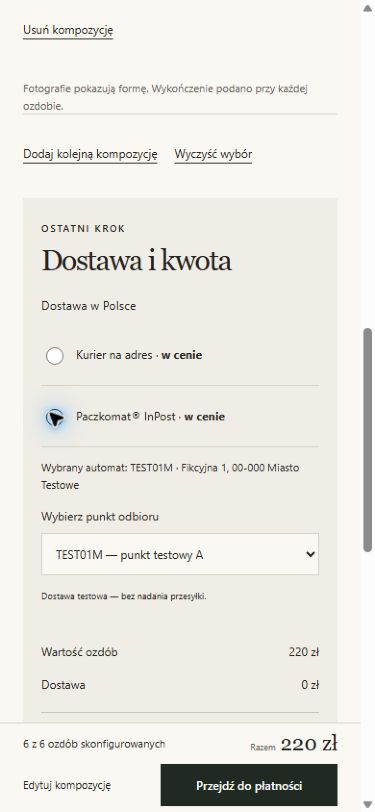 Usuń kompozycję
Fotografie pokazują formę. Wykończenie podano przy każdej
ozdobie.
Dodaj kolejną kompozycję Wyczyść wybór
OSTATNI KROK
Dostawa i kwota
Dostawa w Polsce
Kurier na adres · w cenie
Paczkomat® InPost · w cenie
Wybrany automat: TEST01M · Fikcyjna 1, 00-000 Miasto
Testowe
Wybierz punkt odbioru
TEST01M — punkt testowy A
Dostawa testowa — bez nadania przesyłki.
Wartość ozdób 220 zł
Dostawa 0 zł
6 z 6 ozdób skonfigurowanych Razem 220 zł
Edytuj kompozycję Przejdź do płatności